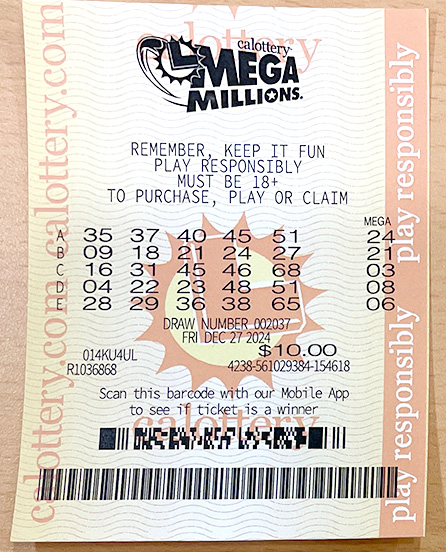 calottery
MEGA
MILLIONS.
REMEMBER, KEEP IT FUN
PLAY RESPONSIBLY
MUST BE 18+
TO PURCHASE, PLAY OR CLAIM
MEGA
A 35 37 40 45 51 24
B 09 18 21 24 27 21
C 16 31 45 46 68 03
D 04 22 23 48 51 08
E 28 29 36 38 65 06
DRAW NUMBER 002037
FRI DEC 27 2024
014KU4UL $10.00
R1036868 4238-561029384-154618
Scan this barcode with our Mobile App
to see if ticket is a winner
calottery
calottery
calottery.com calottery.com
play responsibly play responsibly